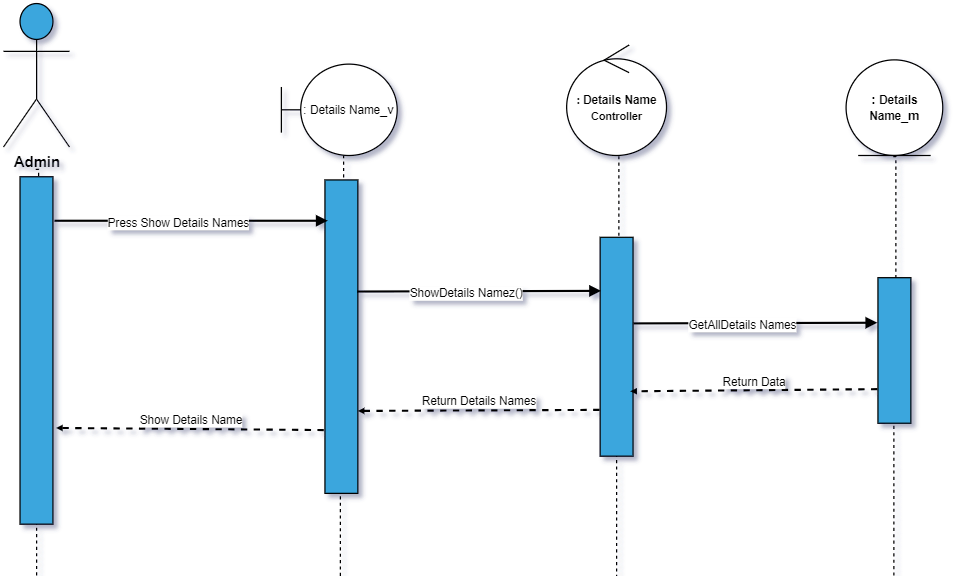 : Details Name_v
: Details Name
Controller
: Details
Name_m
Admin
Press Show Details Names
ShowDetails Namez()
GetAllDetails Names
Return Data
Return Details Names
Show Details Name